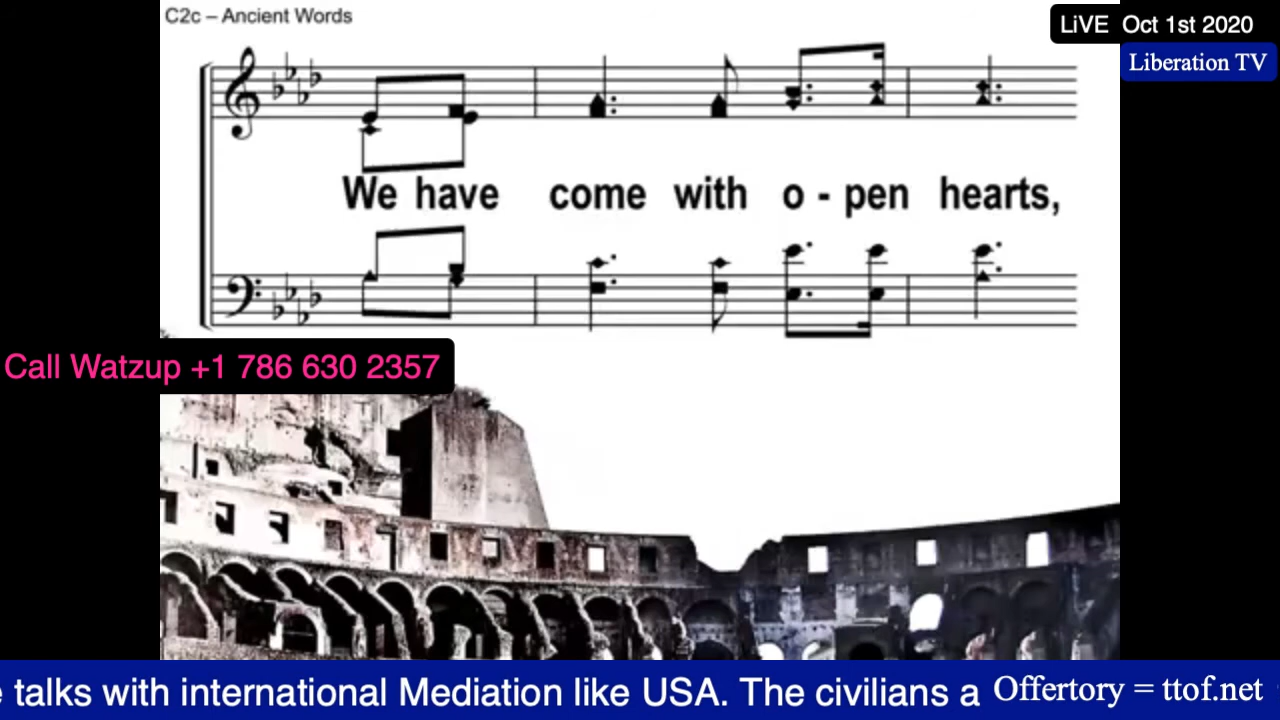 C2c – Ancient Words
LiVE Oct 1st 2020
Liberation TV
We have come with o - pen hearts,
Call Watzup +1 786 630 2357
talks with international Mediation like USA. The civilians a
Offertory = ttof.net